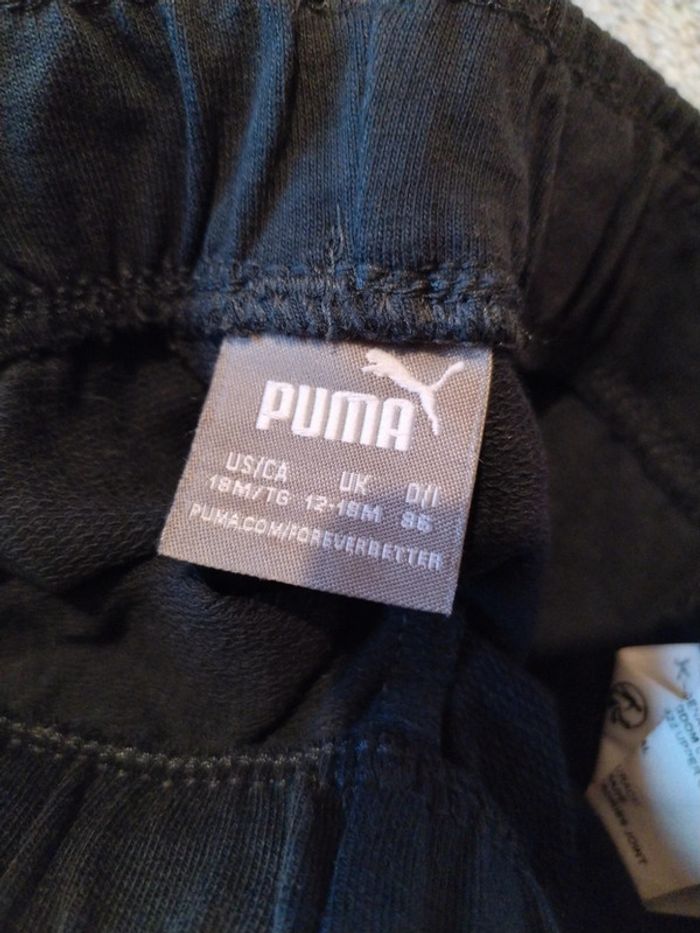 PUMA
US/CA UK D/I
18M/TG 12-18M 86
PUMA.COM/FOREVERBETTER